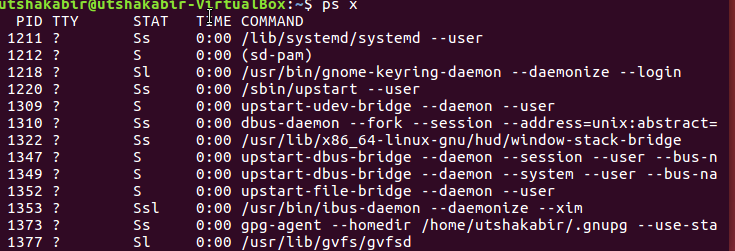 utshakabir@utshakabir-VirtualBox:~$ ps x
PID TTY STAT TIME COMMAND
1211 ? Ss 0:00 /lib/systemd/systemd --user
1212 ? S 0:00 (sd-pam)
1218 ? Sl 0:00 /usr/bin/gnome-keyring-daemon --daemonize --login
1220 ? Ss 0:00 /sbin/upstart --user
1309 ? S 0:00 upstart-udev-bridge --daemon --user
1310 ? Ss 0:00 dbus-daemon --fork --session --address=unix:abstract=
1322 ? Ss 0:00 /usr/lib/x86_64-linux-gnu/hud/window-stack-bridge
1347 ? S 0:00 upstart-dbus-bridge --daemon --session --user --bus-n
1349 ? S 0:00 upstart-dbus-bridge --daemon --system --user --bus-na
1352 ? S 0:00 upstart-file-bridge --daemon --user
1353 ? Ssl 0:00 /usr/bin/ibus-daemon --daemonize --xim
1373 ? Ss 0:00 gpg-agent --homedir /home/utshakabir/.gnupg --use-sta
1377 ? Sl 0:00 /usr/lib/gvfs/gvfsd